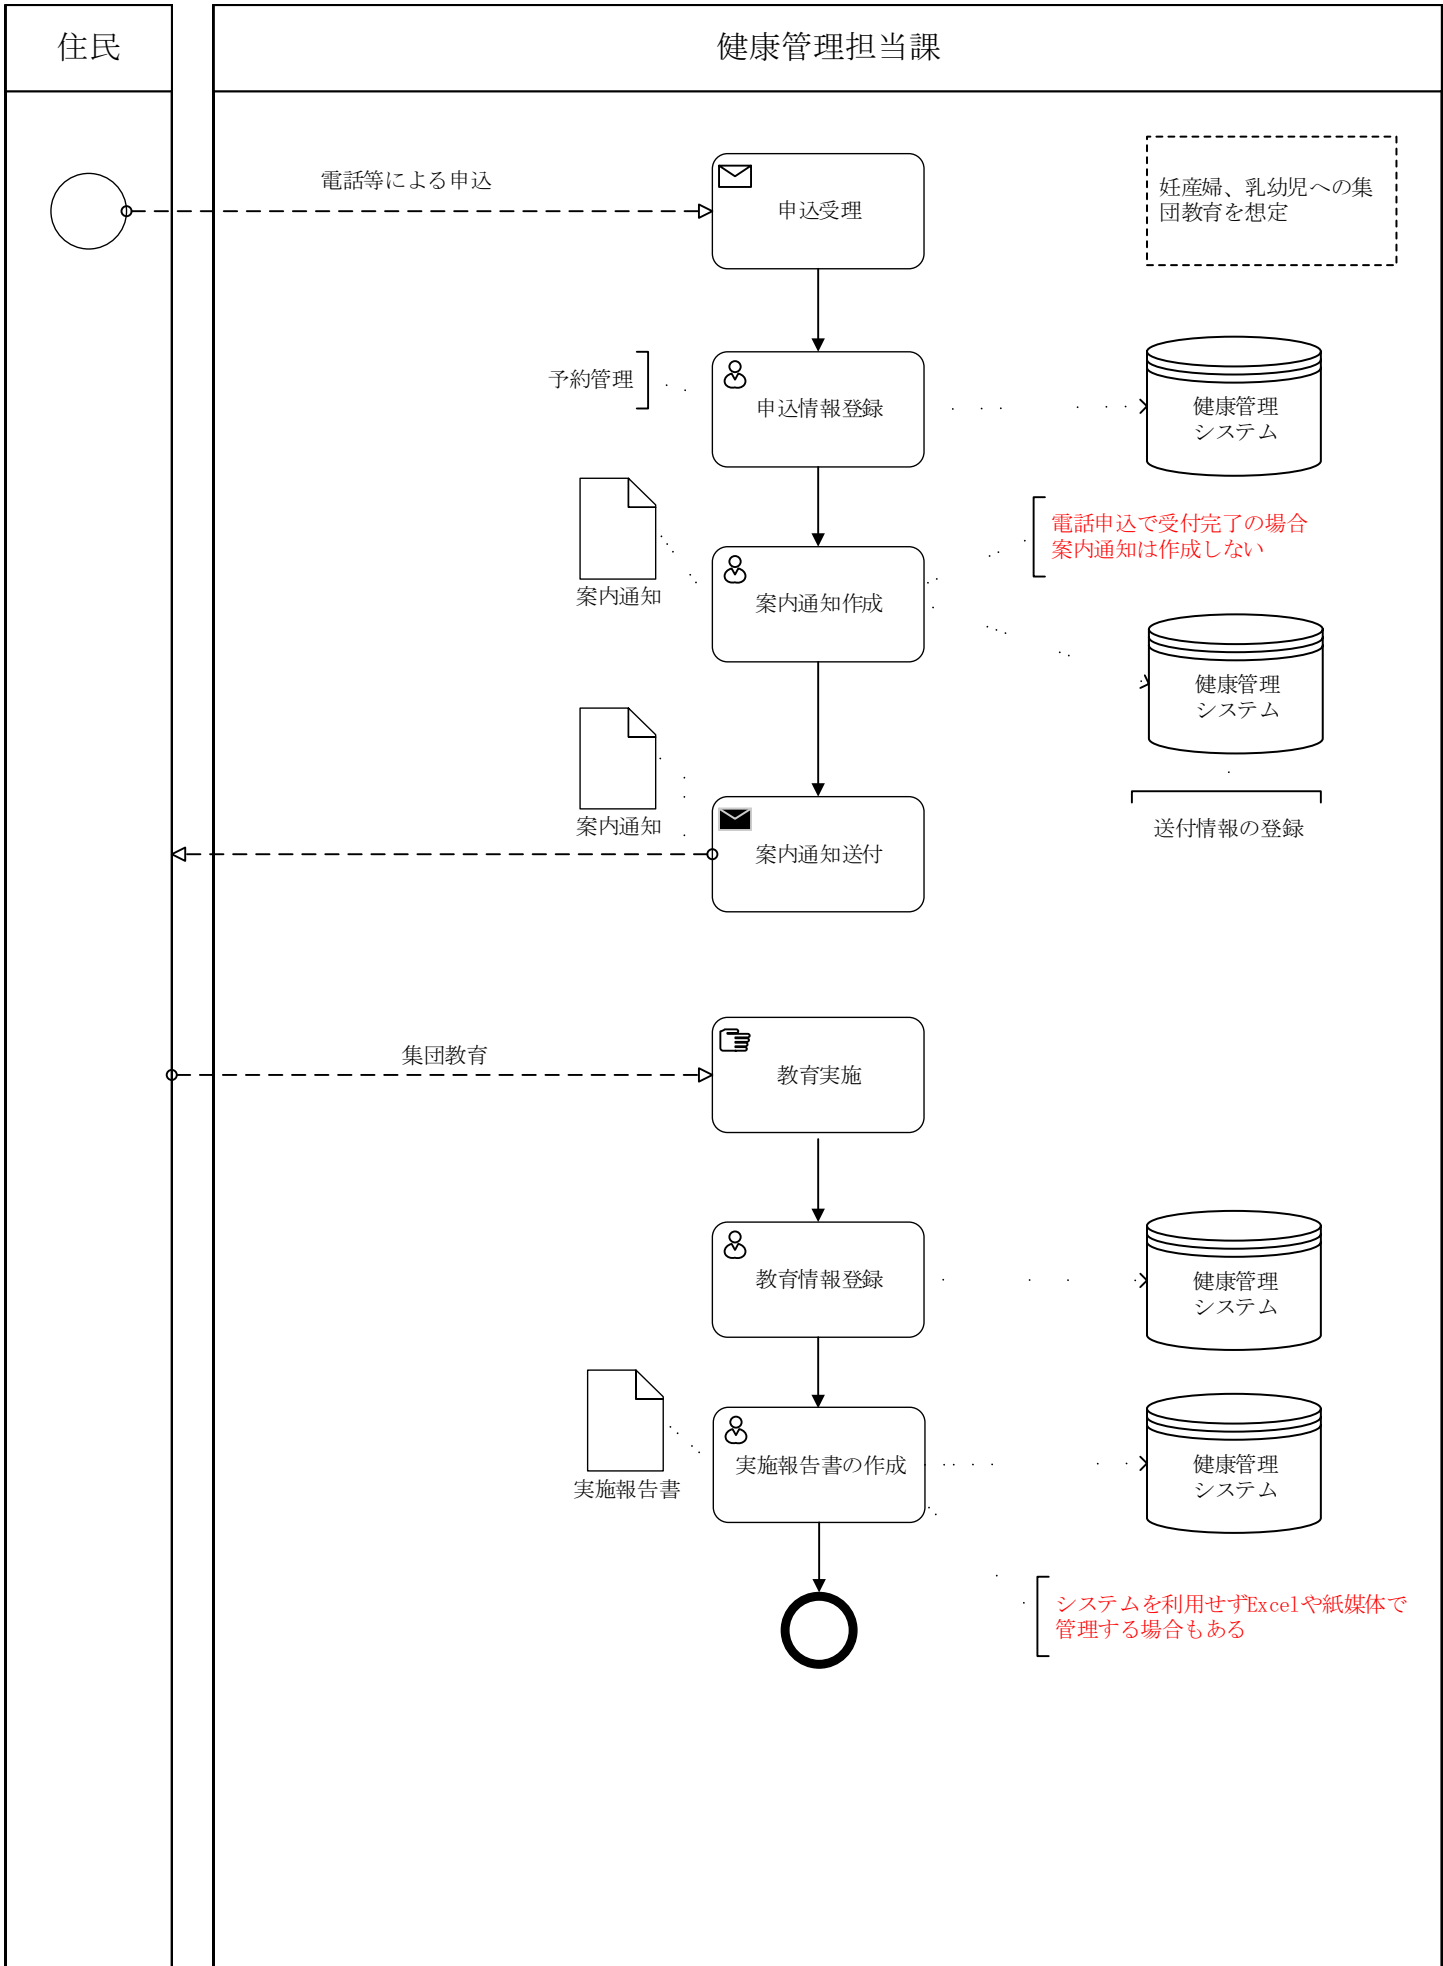 住民
健康管理担当課
電話等による申込
申込受理
妊産婦、乳幼児への集
団教育を想定
予約管理
申込情報登録
健康管理
システム
案内通知
電話申込で受付完了の場合
案内通知は作成しない
案内通知作成
健康管理
システム
案内通知
送付情報の登録
案内通知送付
集団教育
教育実施
教育情報登録
健康管理
システム
実施報告書
実施報告書の作成
健康管理
システム
システムを利用せずExcelや紙媒体で
管理する場合もある